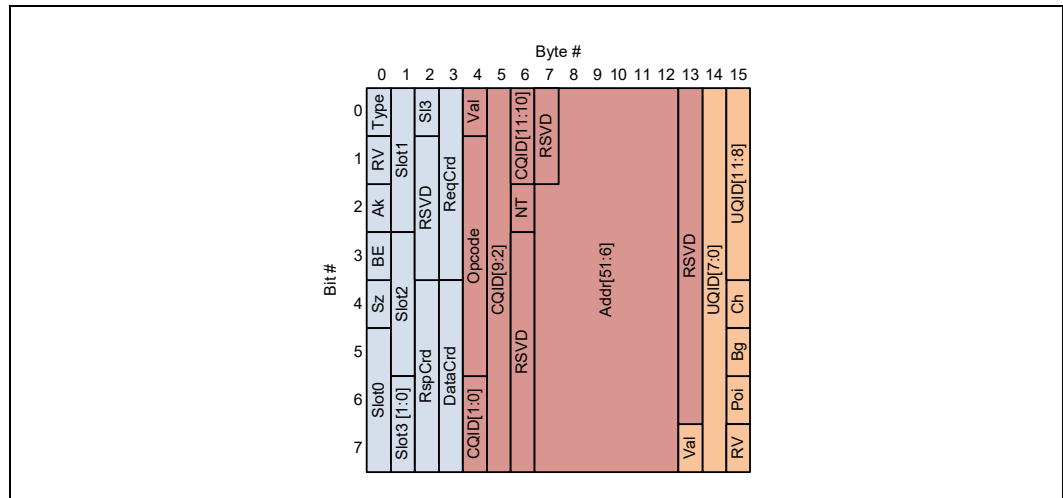 Byte #
0 1 2 3 4 5 6 7 8 9 10 11 12 13 14 15
Bit #
0
1
2
3
4
5
6
7
Type
RV
Ak
BE
Sz
Slot0
Slot1
Slot2
Slot3 [1:0]
Sl3
RSVD
RspCrd
ReqCrd
DataCrd
Val
Opcode
CQID[1:0]
CQID[9:2]
CQID[11:10]
NT
RSVD
RSVD
Addr[51:6]
RSVD
Val
UQID[7:0]
UQID[11:8]
Ch
Bg
Poi
RV